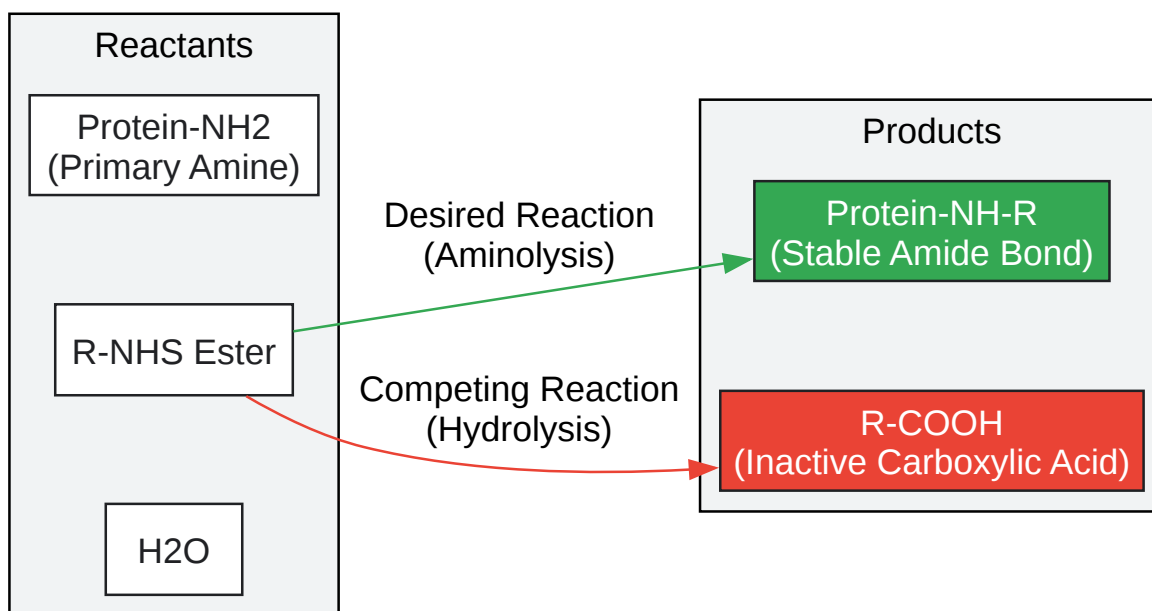 Reactants
Protein-NH2
(Primary Amine)
R-NHS Ester
H2O
Desired Reaction
(Aminolysis)
Competing Reaction
(Hydrolysis)
Products
Protein-NH-R
(Stable Amide Bond)
R-COOH
(Inactive Carboxylic Acid)